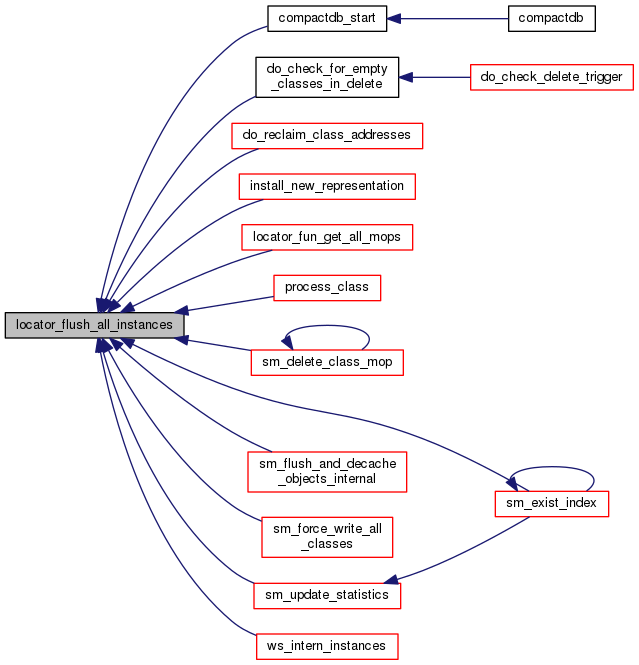 compactdb_start
compactdb
do_check_for_empty
_classes_in_delete
do_check_delete_trigger
do_reclaim_class_addresses
install_new_representation
locator_fun_get_all_mops
process_class
locator_flush_all_instances
sm_delete_class_mop
sm_flush_and_decache
_objects_internal
sm_exist_index
sm_force_write_all
_classes
sm_update_statistics
ws_intern_instances